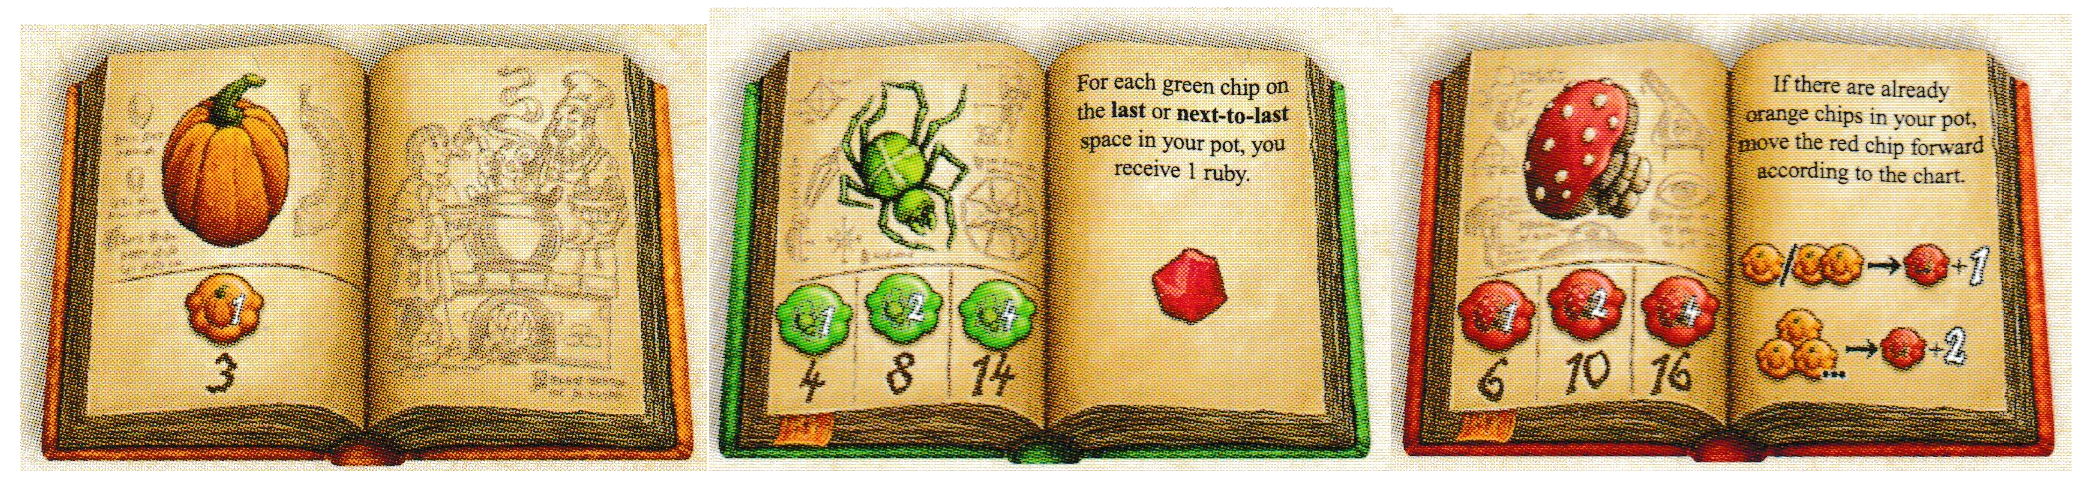 1
3
For each green chip on
the last or next-to-last
space in your pot, you
receive 1 ruby.
1 2 4
4 8 14
If there are already
orange chips in your pot,
move the red chip forward
according to the chart.
/ → +1
... → +2
1 2 4
6 10 16